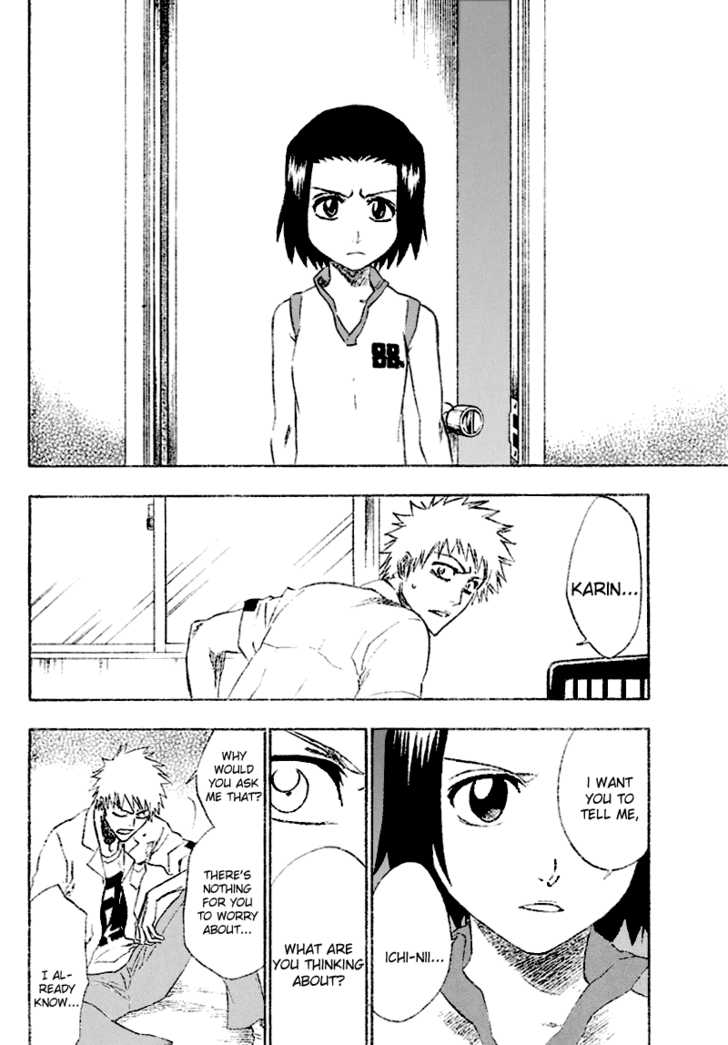 88
KARIN...
I WANT
YOU TO
TELL ME,
ICHI-NII...
WHAT ARE
YOU THINKING
ABOUT?
WHY
WOULD
YOU ASK
ME THAT?
THERE'S
NOTHING
FOR YOU
TO WORRY
ABOUT...
I AL-
READY
KNOW...